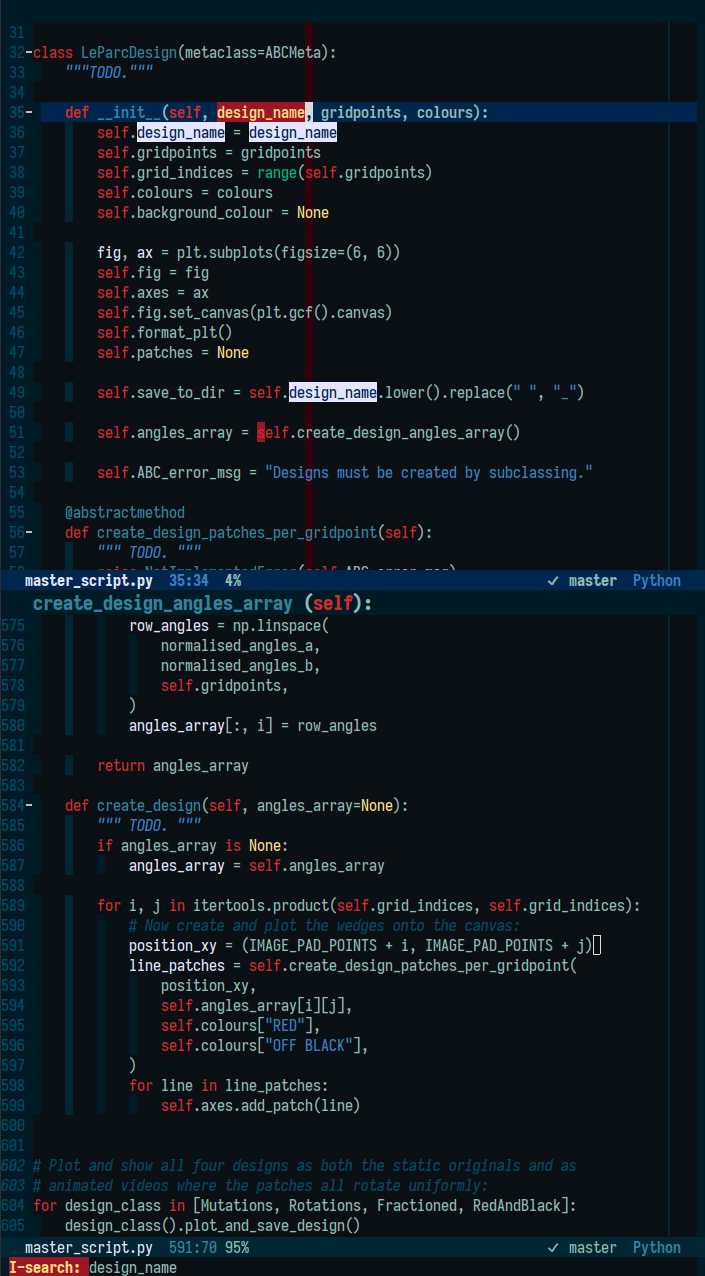 31
32 class LeParcDesign(metaclass=ABCMeta):
33     """TODO."""
34
35     def __init__(self, design_name, gridpoints, colours):
36         self.design_name = design_name
37         self.gridpoints = gridpoints
38         self.grid_indices = range(self.gridpoints)
39         self.colours = colours
40         self.background_colour = None
41
42         fig, ax = plt.subplots(figsize=(6, 6))
43         self.fig = fig
44         self.axes = ax
45         self.fig.set_canvas(plt.gcf().canvas)
46         self.format_plt()
47         self.patches = None
48
49         self.save_to_dir = self.design_name.lower().replace(" ", "_")
50
51         self.angles_array = self.create_design_angles_array()
52
53         self.ABC_error_msg = "Designs must be created by subclassing."
54
55     @abstractmethod
56     def create_design_patches_per_gridpoint(self):
57         """ TODO. """
master_script.py  35:34  4%  ✓ master  Python
create_design_angles_array (self):
575             row_angles = np.linspace(
576                 normalised_angles_a,
577                 normalised_angles_b,
578                 self.gridpoints,
579             )
580             angles_array[:, i] = row_angles
581
582         return angles_array
583
584     def create_design(self, angles_array=None):
585         """ TODO. """
586         if angles_array is None:
587             angles_array = self.angles_array
588
589         for i, j in itertools.product(self.grid_indices, self.grid_indices):
590             # Now create and plot the wedges onto the canvas:
591             position_xy = (IMAGE_PAD_POINTS + i, IMAGE_PAD_POINTS + j)
592             line_patches = self.create_design_patches_per_gridpoint(
593                 position_xy,
594                 self.angles_array[i][j],
595                 self.colours["RED"],
596                 self.colours["OFF BLACK"],
597             )
598             for line in line_patches:
599                 self.axes.add_patch(line)
600
601
602 # Plot and show all four designs as both the static originals and as
603 # animated videos where the patches all rotate uniformly:
604 for design_class in [Mutations, Rotations, Fractioned, RedAndBlack]:
605     design_class().plot_and_save_design()
master_script.py  591:70 95%  ✓ master  Python
I-search: design_name